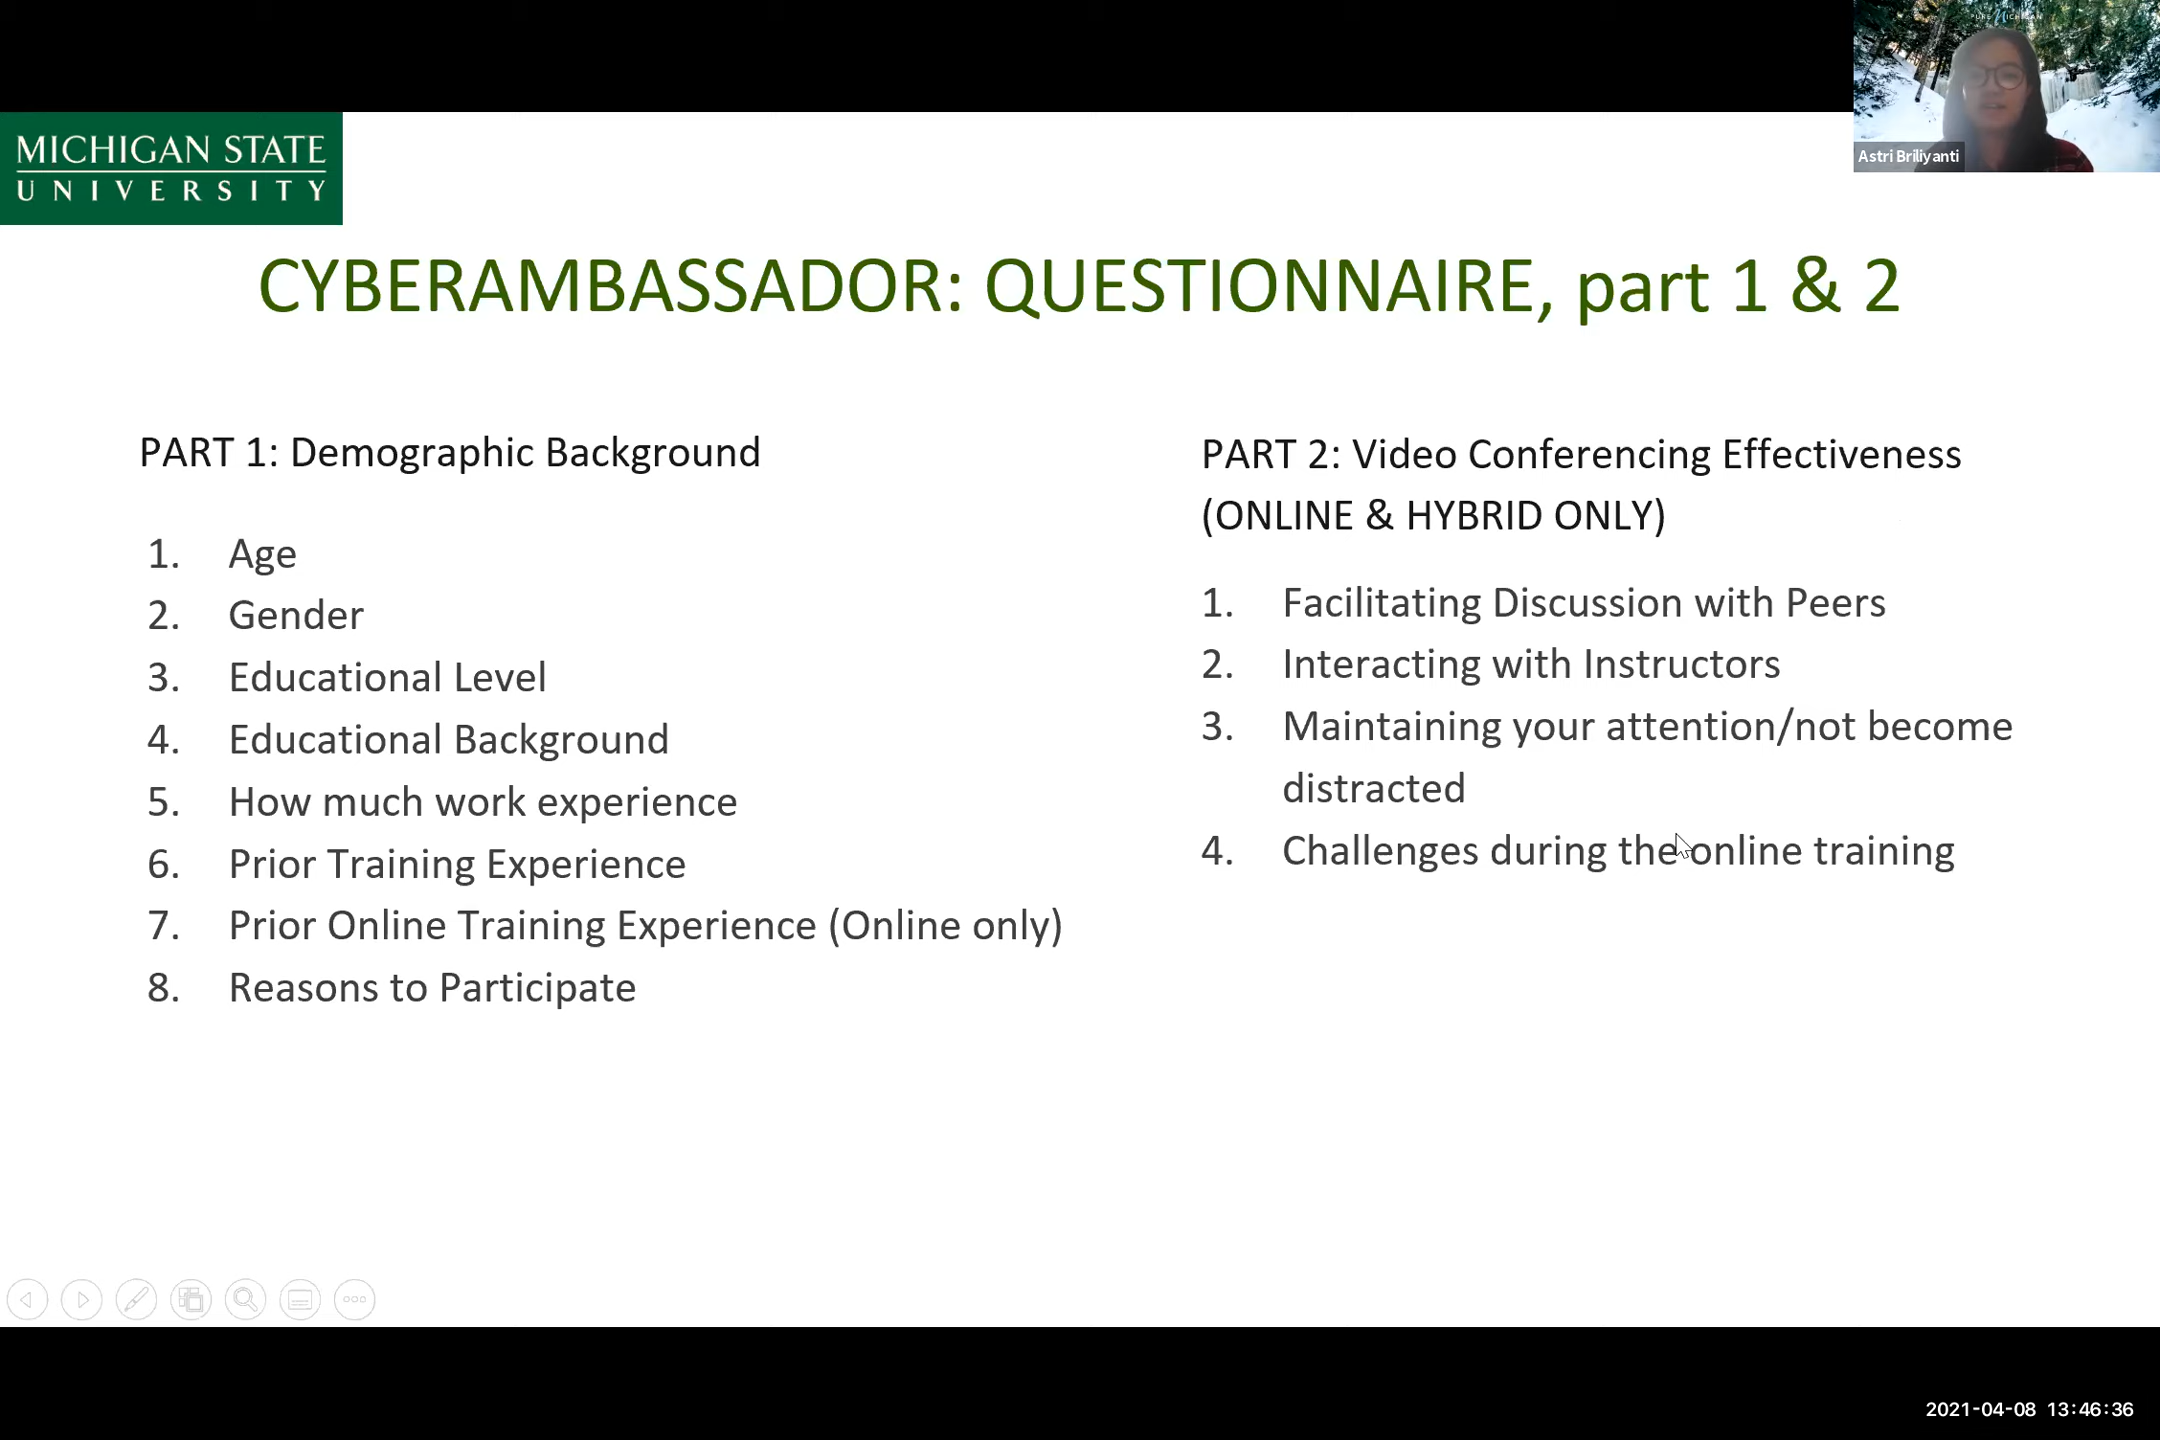 PURE MICHIGAN
Astri Briliyanti
MICHIGAN STATE
UNIVERSITY
CYBERAMBASSADOR: QUESTIONNAIRE, part 1 & 2
PART 1: Demographic Background
1. Age
2. Gender
3. Educational Level
4. Educational Background
5. How much work experience
6. Prior Training Experience
7. Prior Online Training Experience (Online only)
8. Reasons to Participate
PART 2: Video Conferencing Effectiveness
(ONLINE & HYBRID ONLY)
1. Facilitating Discussion with Peers
2. Interacting with Instructors
3. Maintaining your attention/not become
distracted
4. Challenges during the online training
2021-04-08 13:46:36